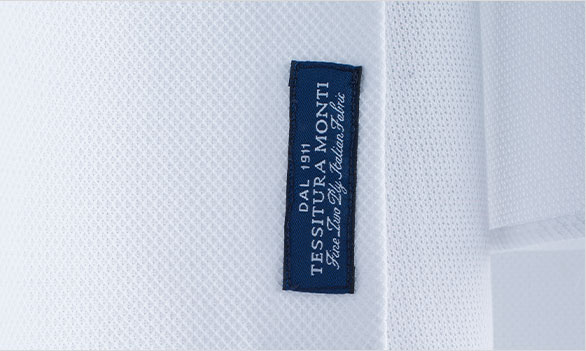 DAL 1911
TESSITURA MONTI
Fine Two Ply Italian Fabric